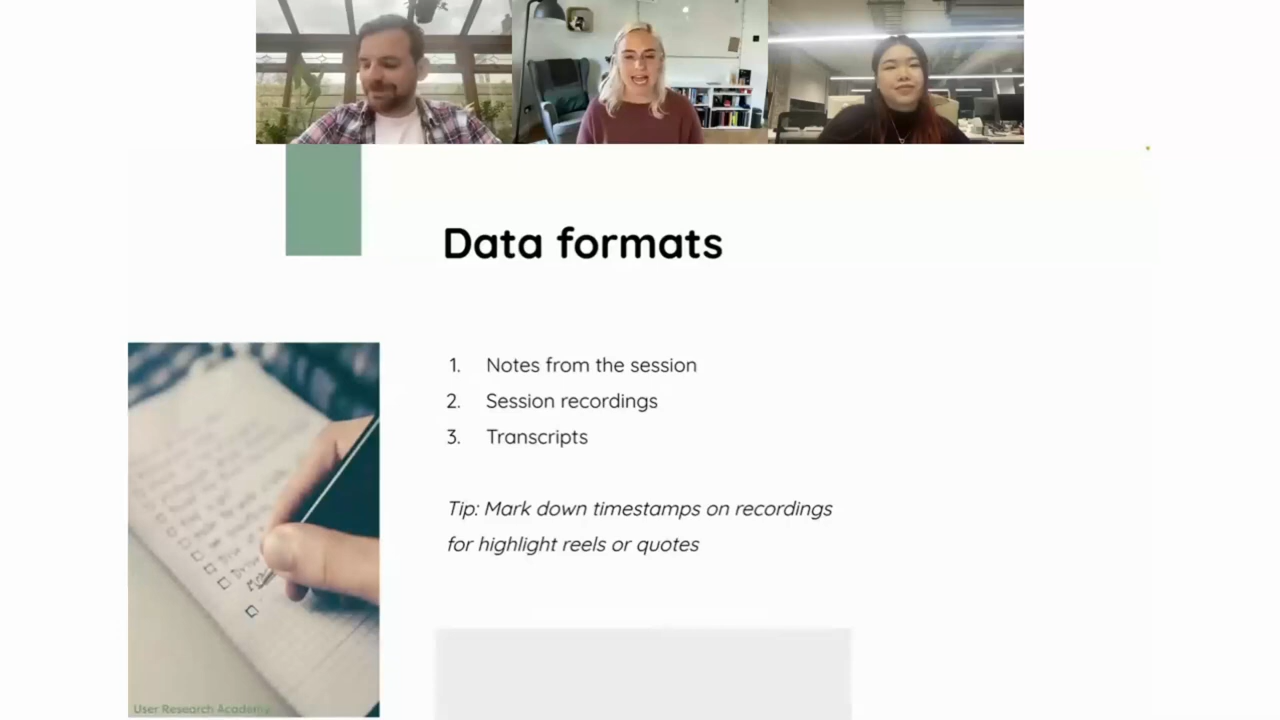 Data formats
1. Notes from the session
2. Session recordings
3. Transcripts
Tip: Mark down timestamps on recordings
for highlight reels or quotes
User Research Academy